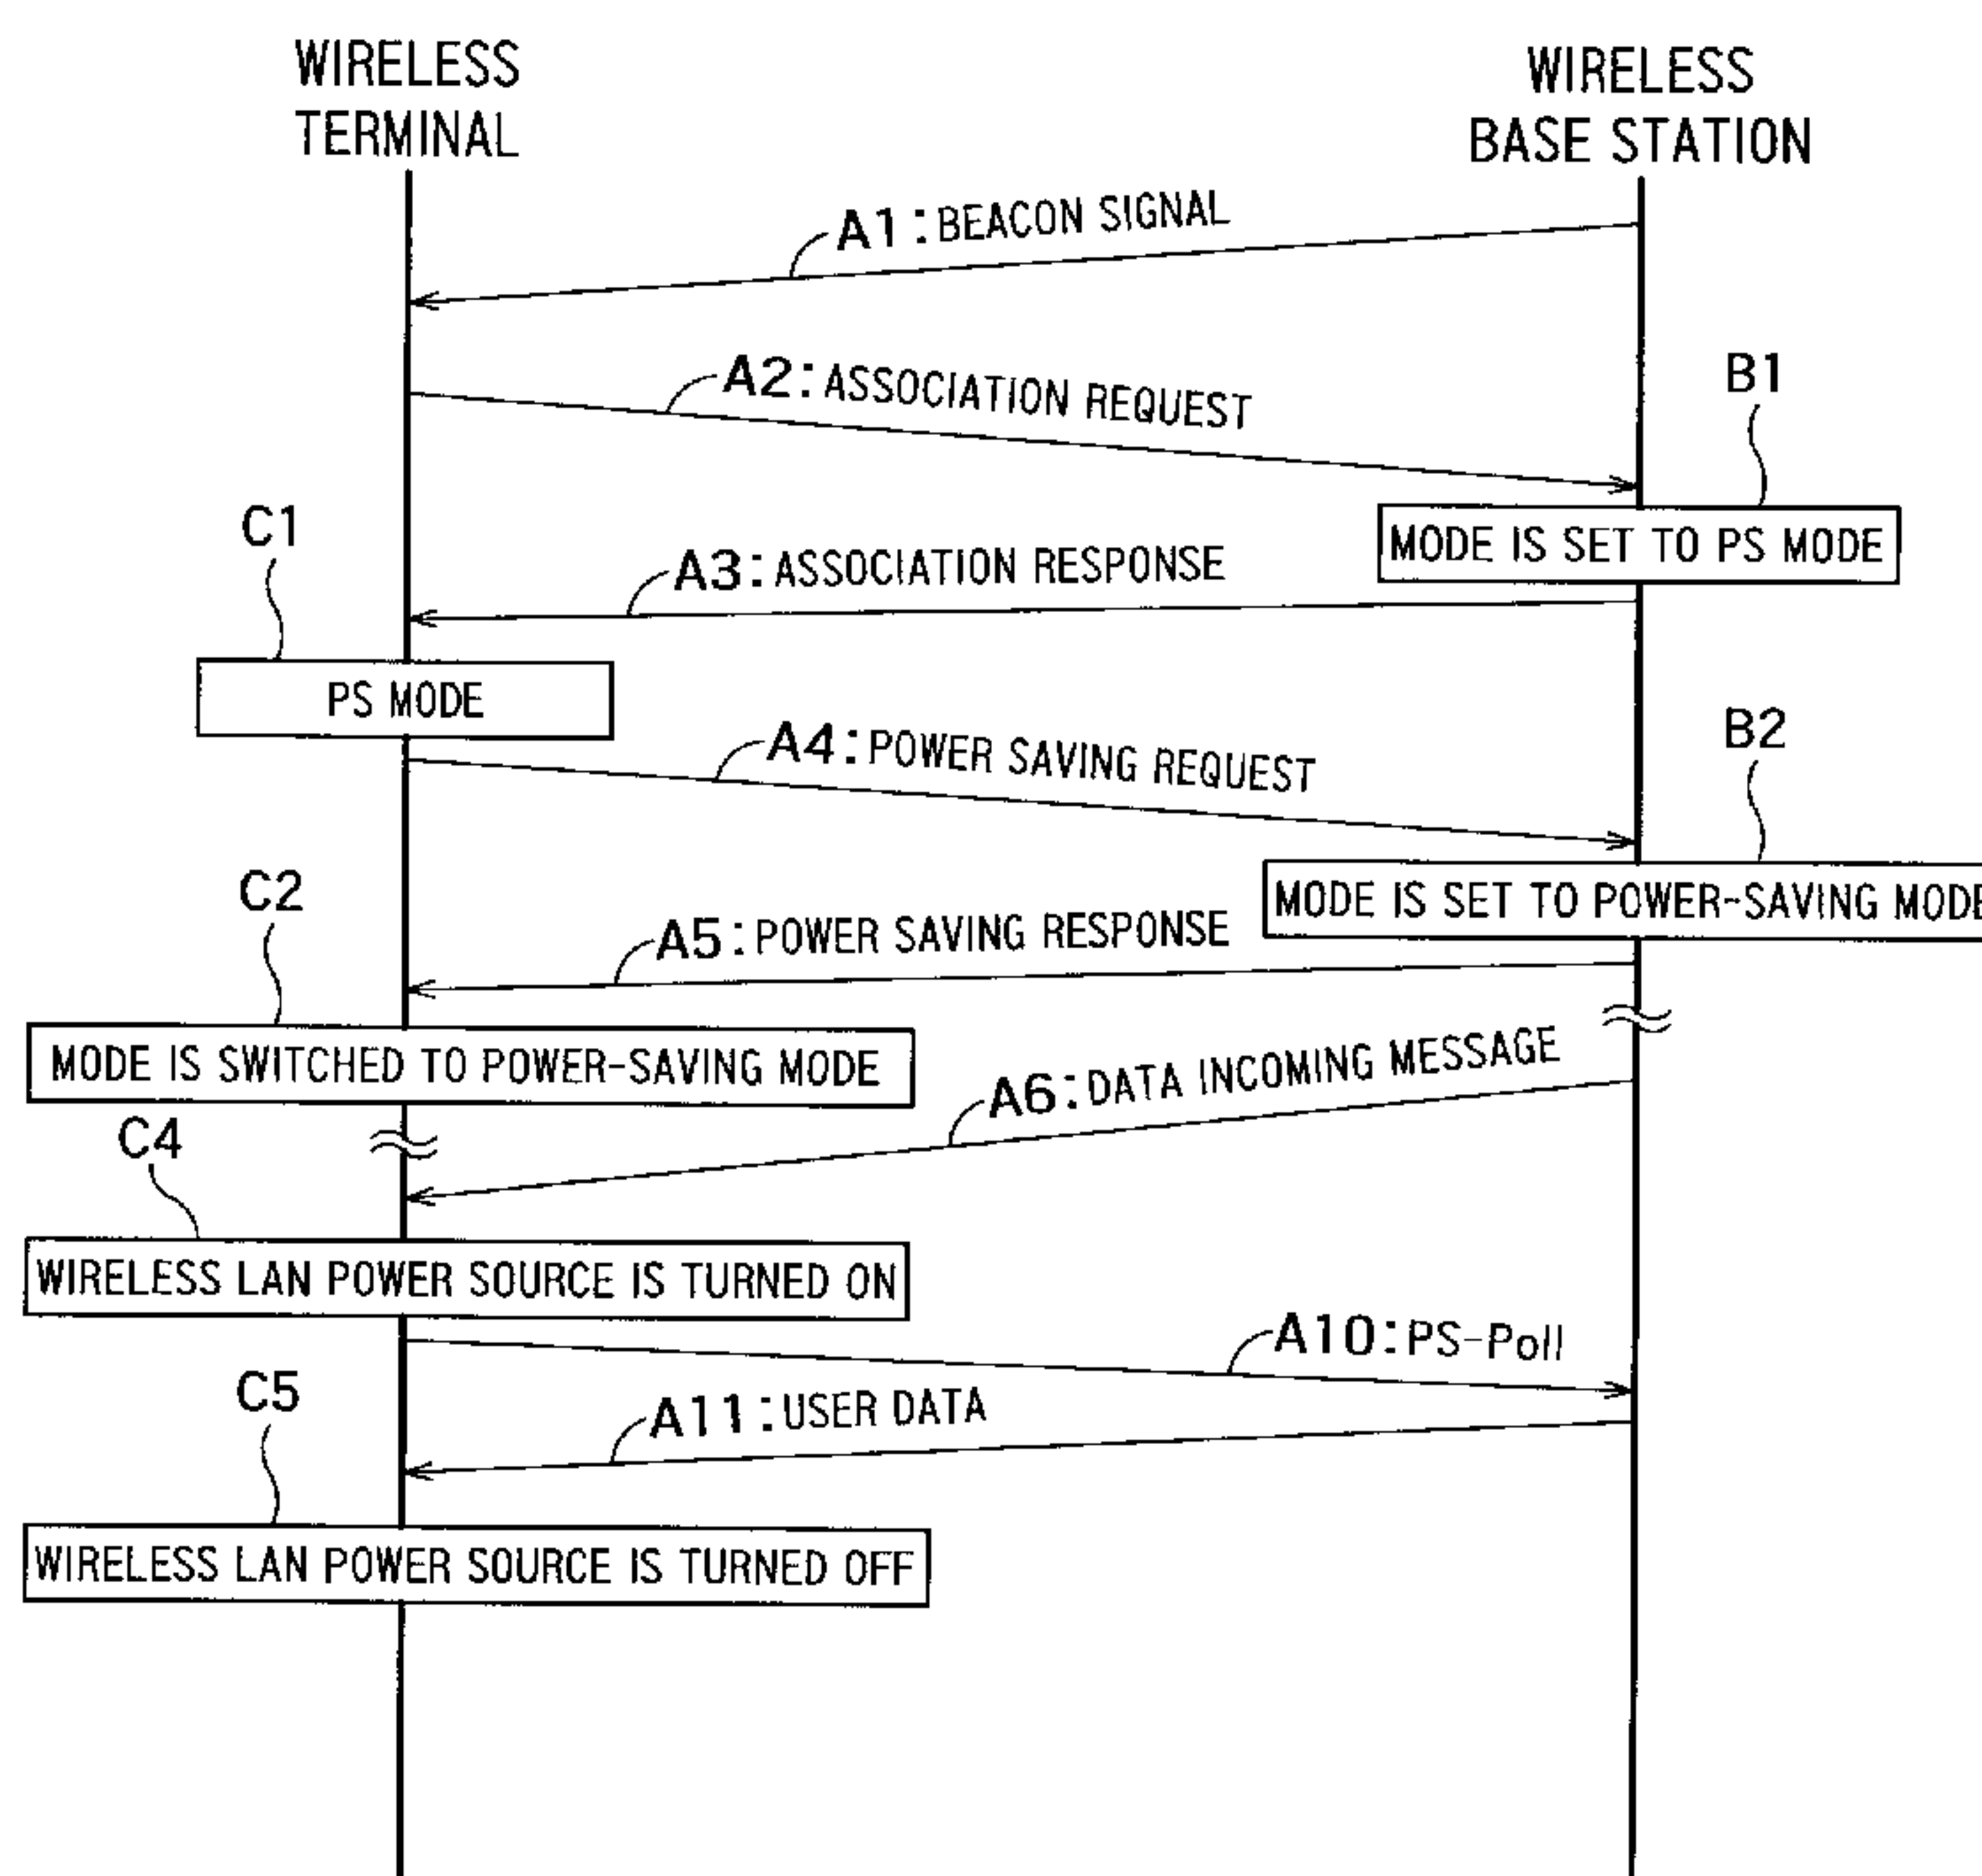 WIRELESS
TERMINAL
WIRELESS
BASE STATION
A1: BEACON SIGNAL
A2: ASSOCIATION REQUEST
B1
MODE IS SET TO PS MODE
C1
A3: ASSOCIATION RESPONSE
PS MODE
A4: POWER SAVING REQUEST
B2
MODE IS SET TO POWER-SAVING MODE
C2
A5: POWER SAVING RESPONSE
MODE IS SWITCHED TO POWER-SAVING MODE
A6: DATA INCOMING MESSAGE
C4
WIRELESS LAN POWER SOURCE IS TURNED ON
A10: PS-Poll
C5
A11: USER DATA
WIRELESS LAN POWER SOURCE IS TURNED OFF